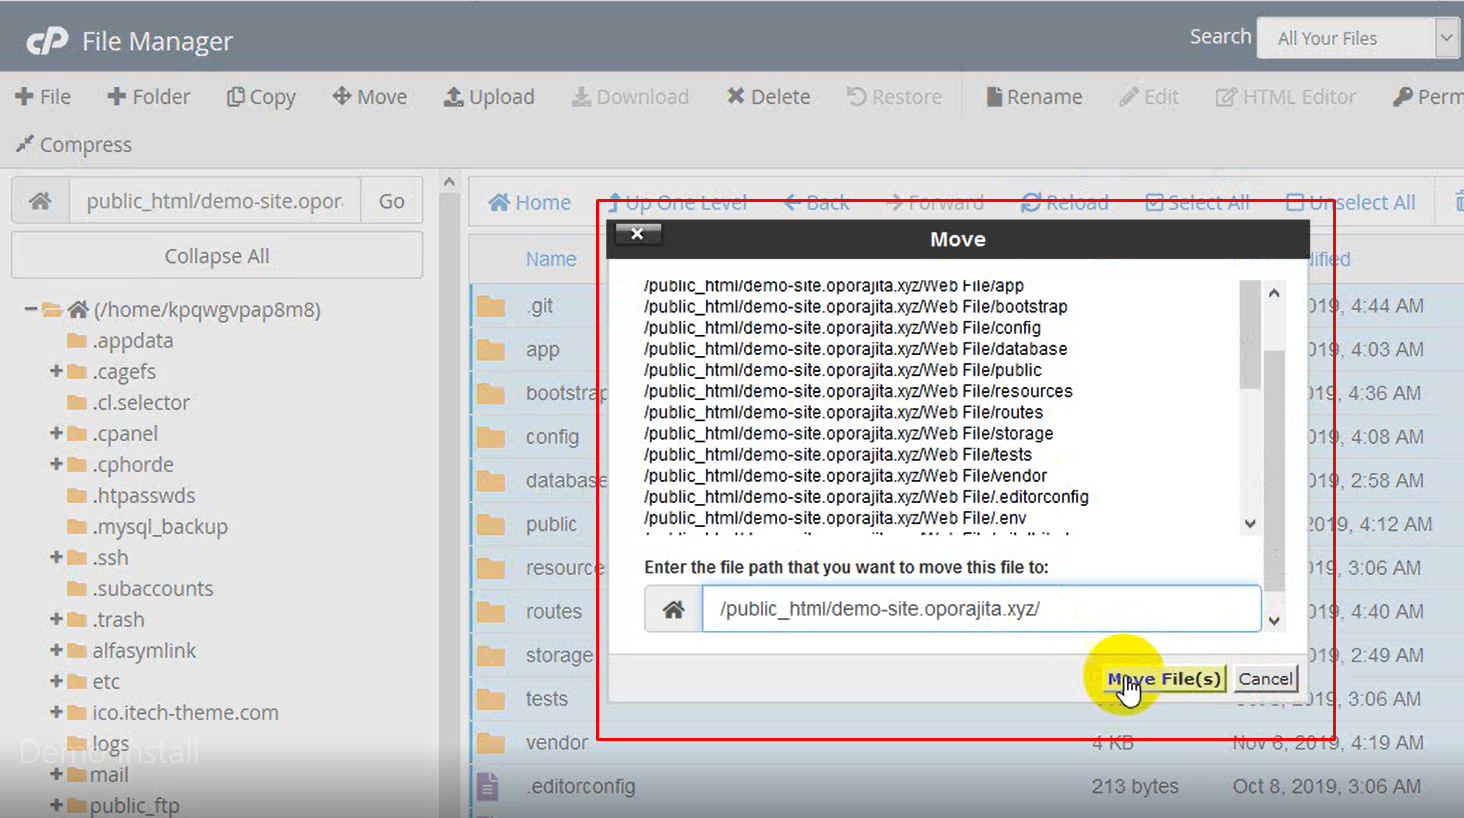 cP File Manager
Search All Your Files
File Folder Copy Move Upload Download Delete Restore Rename Edit HTML Editor
Compress
public_html/demo-site.opor Go
Collapse All
(/home/kpqwgvpap8m8)
.appdata
.cagefs
.cl.selector
.cpanel
.cphorde
.htpasswds
.mysql_backup
.ssh
.subaccounts
.trash
alfasymlink
etc
ico.itech-theme.com
logs
mail
public_ftp
Demo Install
Home Up One Level Back Forward Reload Select All Unselect All
Name
.git 019, 4:44 AM
app 019, 4:03 AM
bootstrap 019, 4:36 AM
config 019, 4:08 AM
database 019, 2:58 AM
public 2019, 4:12 AM
resource 019, 3:06 AM
routes 019, 4:40 AM
storage 019, 2:49 AM
tests 2019, 3:06 AM
vendor 4 KB Nov 6, 2019, 4:19 AM
.editorconfig 213 bytes Oct 8, 2019, 3:06 AM
Move
/public_html/demo-site.oporajita.xyz/Web File/app
/public_html/demo-site.oporajita.xyz/Web File/bootstrap
/public_html/demo-site.oporajita.xyz/Web File/config
/public_html/demo-site.oporajita.xyz/Web File/database
/public_html/demo-site.oporajita.xyz/Web File/public
/public_html/demo-site.oporajita.xyz/Web File/resources
/public_html/demo-site.oporajita.xyz/Web File/routes
/public_html/demo-site.oporajita.xyz/Web File/storage
/public_html/demo-site.oporajita.xyz/Web File/tests
/public_html/demo-site.oporajita.xyz/Web File/vendor
/public_html/demo-site.oporajita.xyz/Web File/.editorconfig
/public_html/demo-site.oporajita.xyz/Web File/.env
Enter the file path that you want to move this file to:
/public_html/demo-site.oporajita.xyz/
Move File(s) Cancel